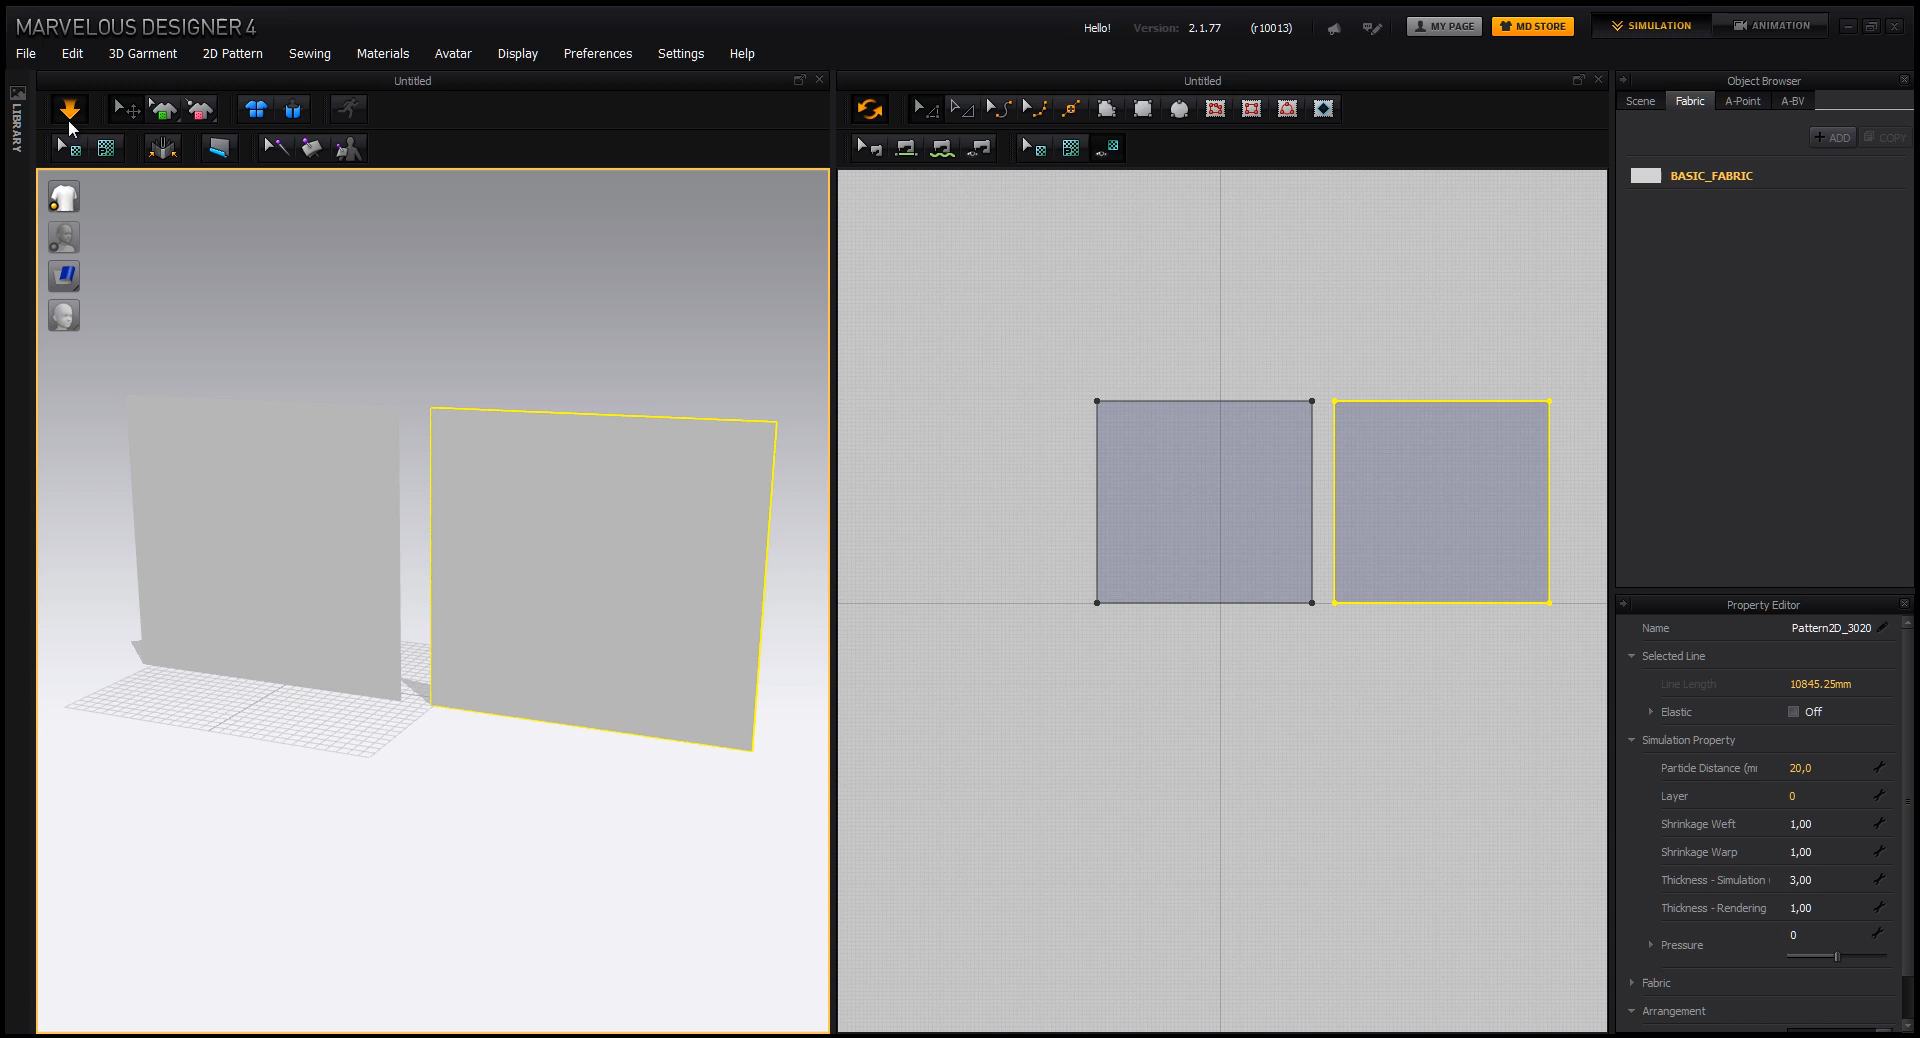 MARVELOUS DESIGNER 4
Hello! Version: 2.1.77 (r10013) MY PAGE MD STORE SIMULATION ANIMATION
File Edit 3D Garment 2D Pattern Sewing Materials Avatar Display Preferences Settings Help
Untitled
Untitled
LIBRARY
Object Browser
Scene Fabric A-Point A-BV
+ ADD COPY
BASIC_FABRIC
Property Editor
Name Pattern2D_3020
Selected Line
Line Length 10845.25mm
Elastic Off
Simulation Property
Particle Distance (m
20,0
Layer 0
Shrinkage Weft 1,00
Shrinkage Warp 1,00
Thickness - Simulation 3,00
Thickness - Rendering 1,00
Pressure 0
Fabric
Arrangement